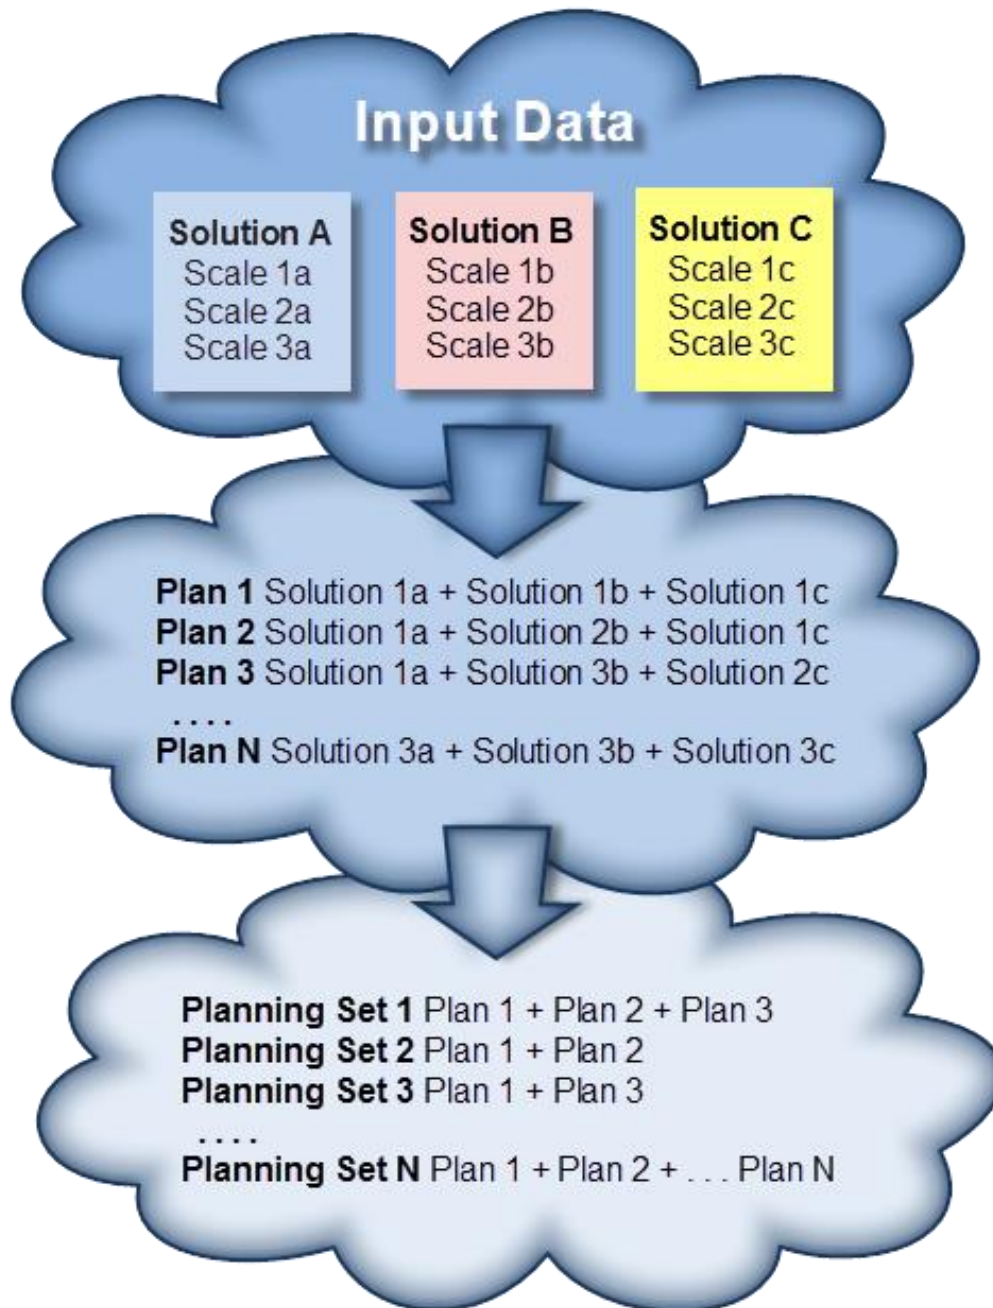 Input Data
Solution A
Scale 1a
Scale 2a
Scale 3a
Solution B
Scale 1b
Scale 2b
Scale 3b
Solution C
Scale 1c
Scale 2c
Scale 3c
Plan 1 Solution 1a + Solution 1b + Solution 1c
Plan 2 Solution 1a + Solution 2b + Solution 1c
Plan 3 Solution 1a + Solution 3b + Solution 2c
. . . .
Plan N Solution 3a + Solution 3b + Solution 3c
Planning Set 1 Plan 1 + Plan 2 + Plan 3
Planning Set 2 Plan 1 + Plan 2
Planning Set 3 Plan 1 + Plan 3
. . . .
Planning Set N Plan 1 + Plan 2 + . . . Plan N